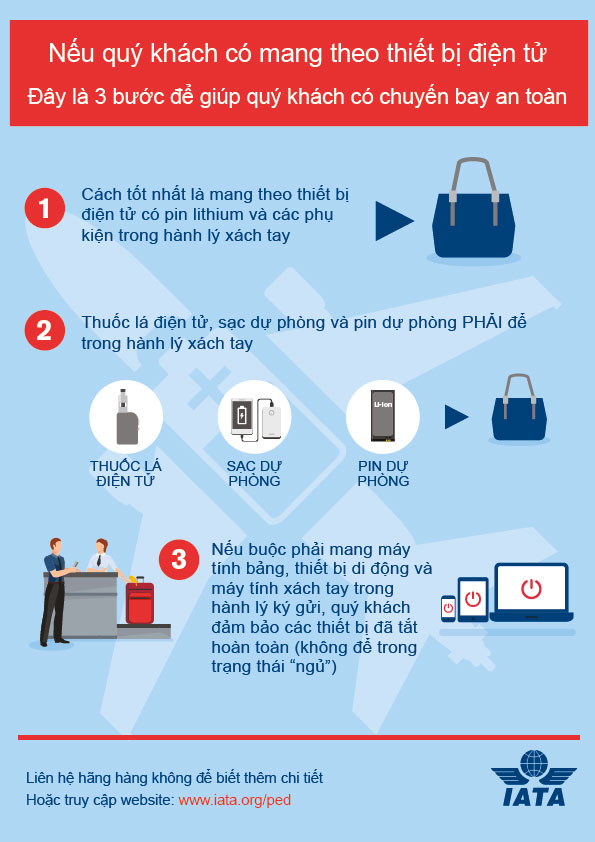 Nếu quý khách có mang theo thiết bị điện tử
Đây là 3 bước để giúp quý khách có chuyến bay an toàn
1
Cách tốt nhất là mang theo thiết bị
điện tử có pin lithium và các phụ
kiện trong hành lý xách tay
2
Thuốc lá điện tử, sạc dự phòng và pin dự phòng PHẢI để
trong hành lý xách tay
Li-Ion
THUỐC LÁ
ĐIỆN TỬ
SẠC DỰ
PHÒNG
PIN DỰ
PHÒNG
3
Nếu buộc phải mang máy
tính bảng, thiết bị di động và
máy tính xách tay trong
hành lý ký gửi, quý khách
đảm bảo các thiết bị đã tắt
hoàn toàn (không để trong
trạng thái “ngủ”)
Liên hệ hãng hàng không để biết thêm chi tiết
Hoặc truy cập website: www.iata.org/ped
IATA